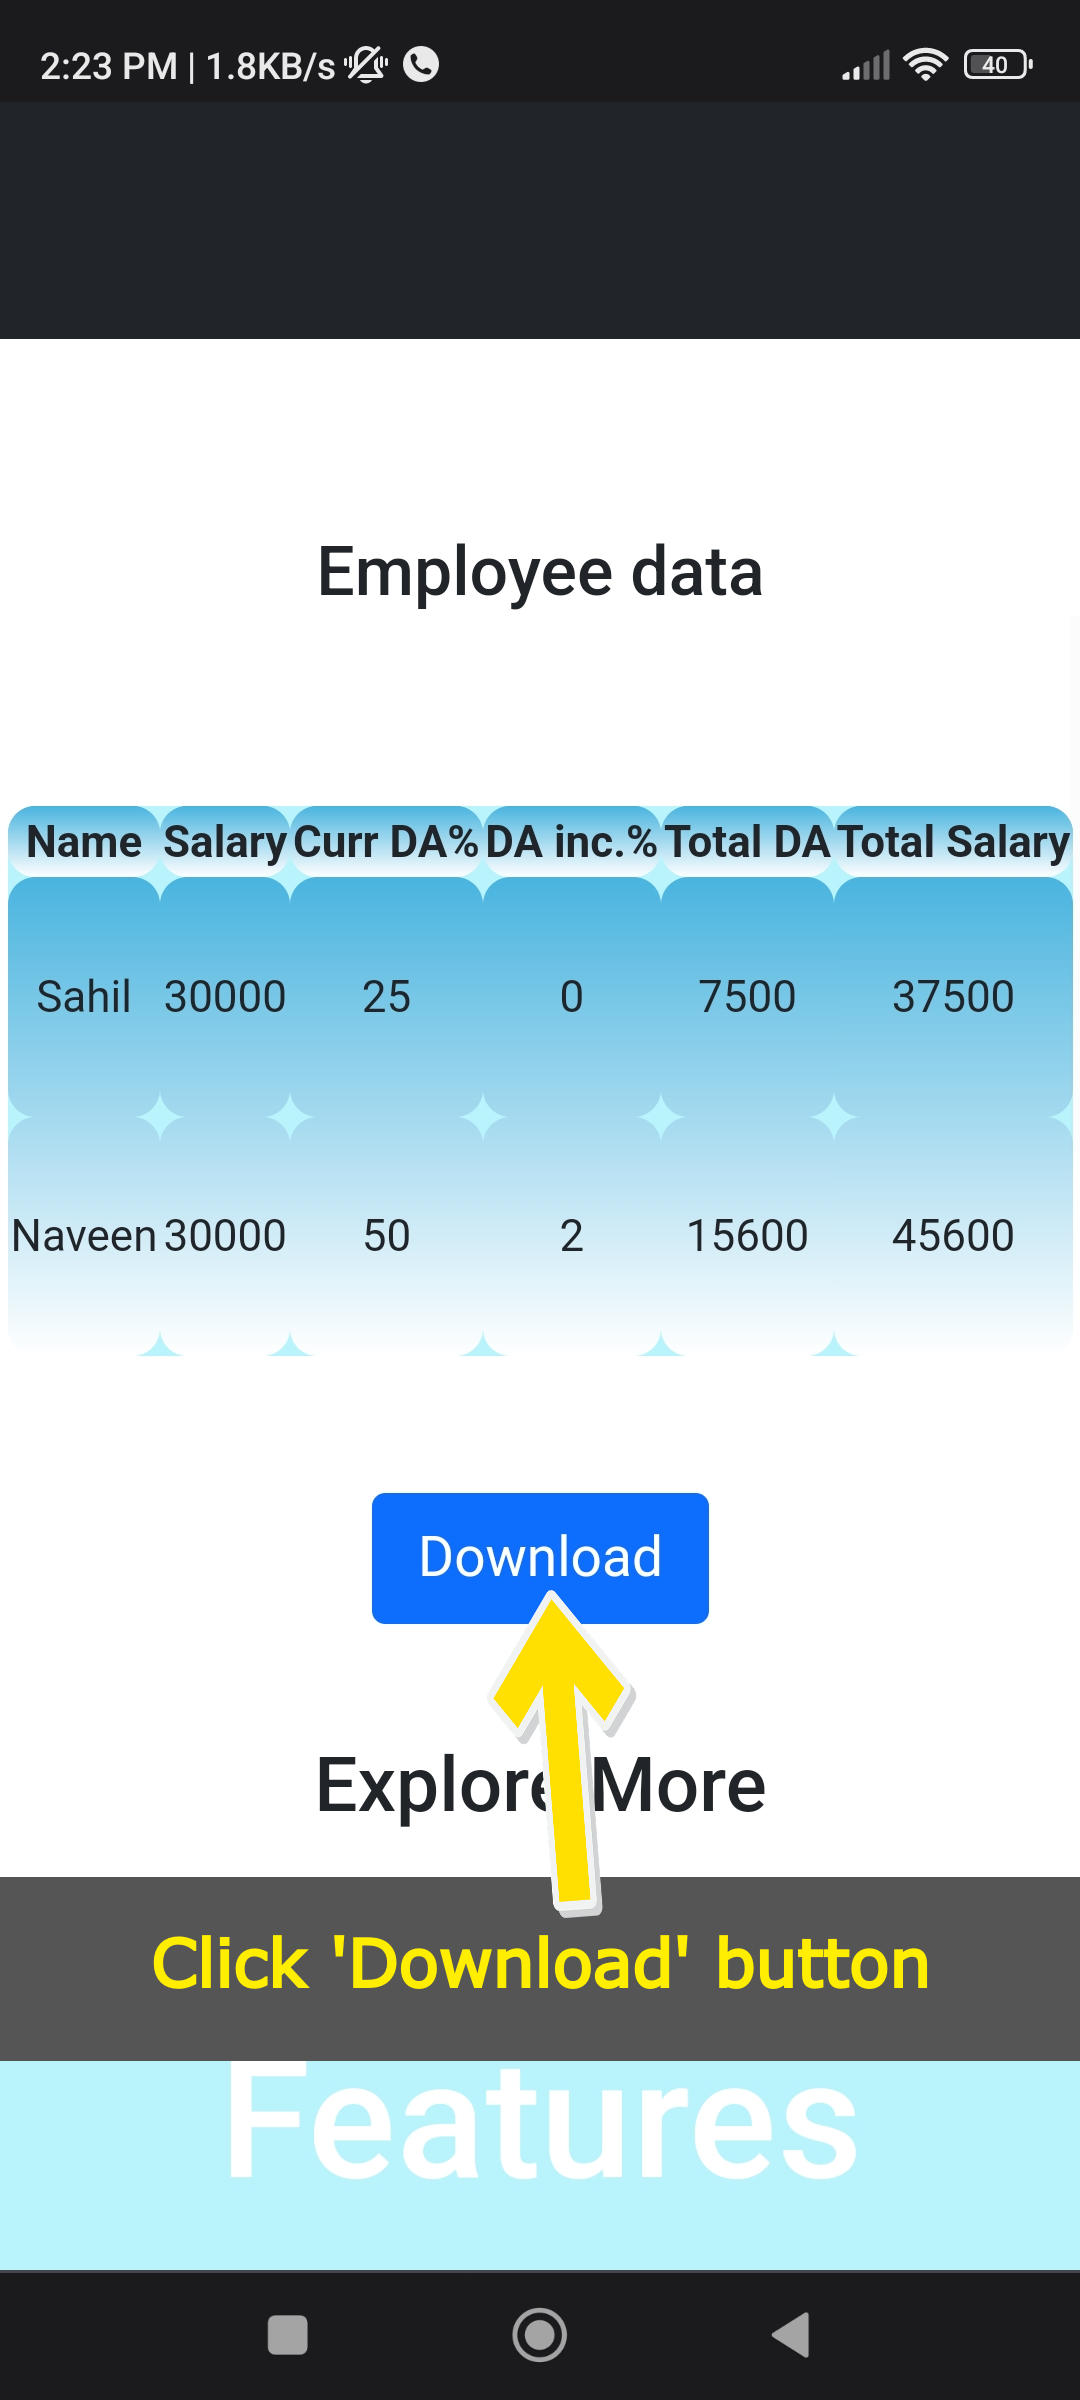 2:23 PM | 1.8KB/s 40
Employee data
Name Salary Curr DA% DA inc.% Total DA Total Salary
Sahil 30000 25 0 7500 37500
Naveen 30000 50 2 15600 45600
Download
Explore More
Click 'Download' button
Features